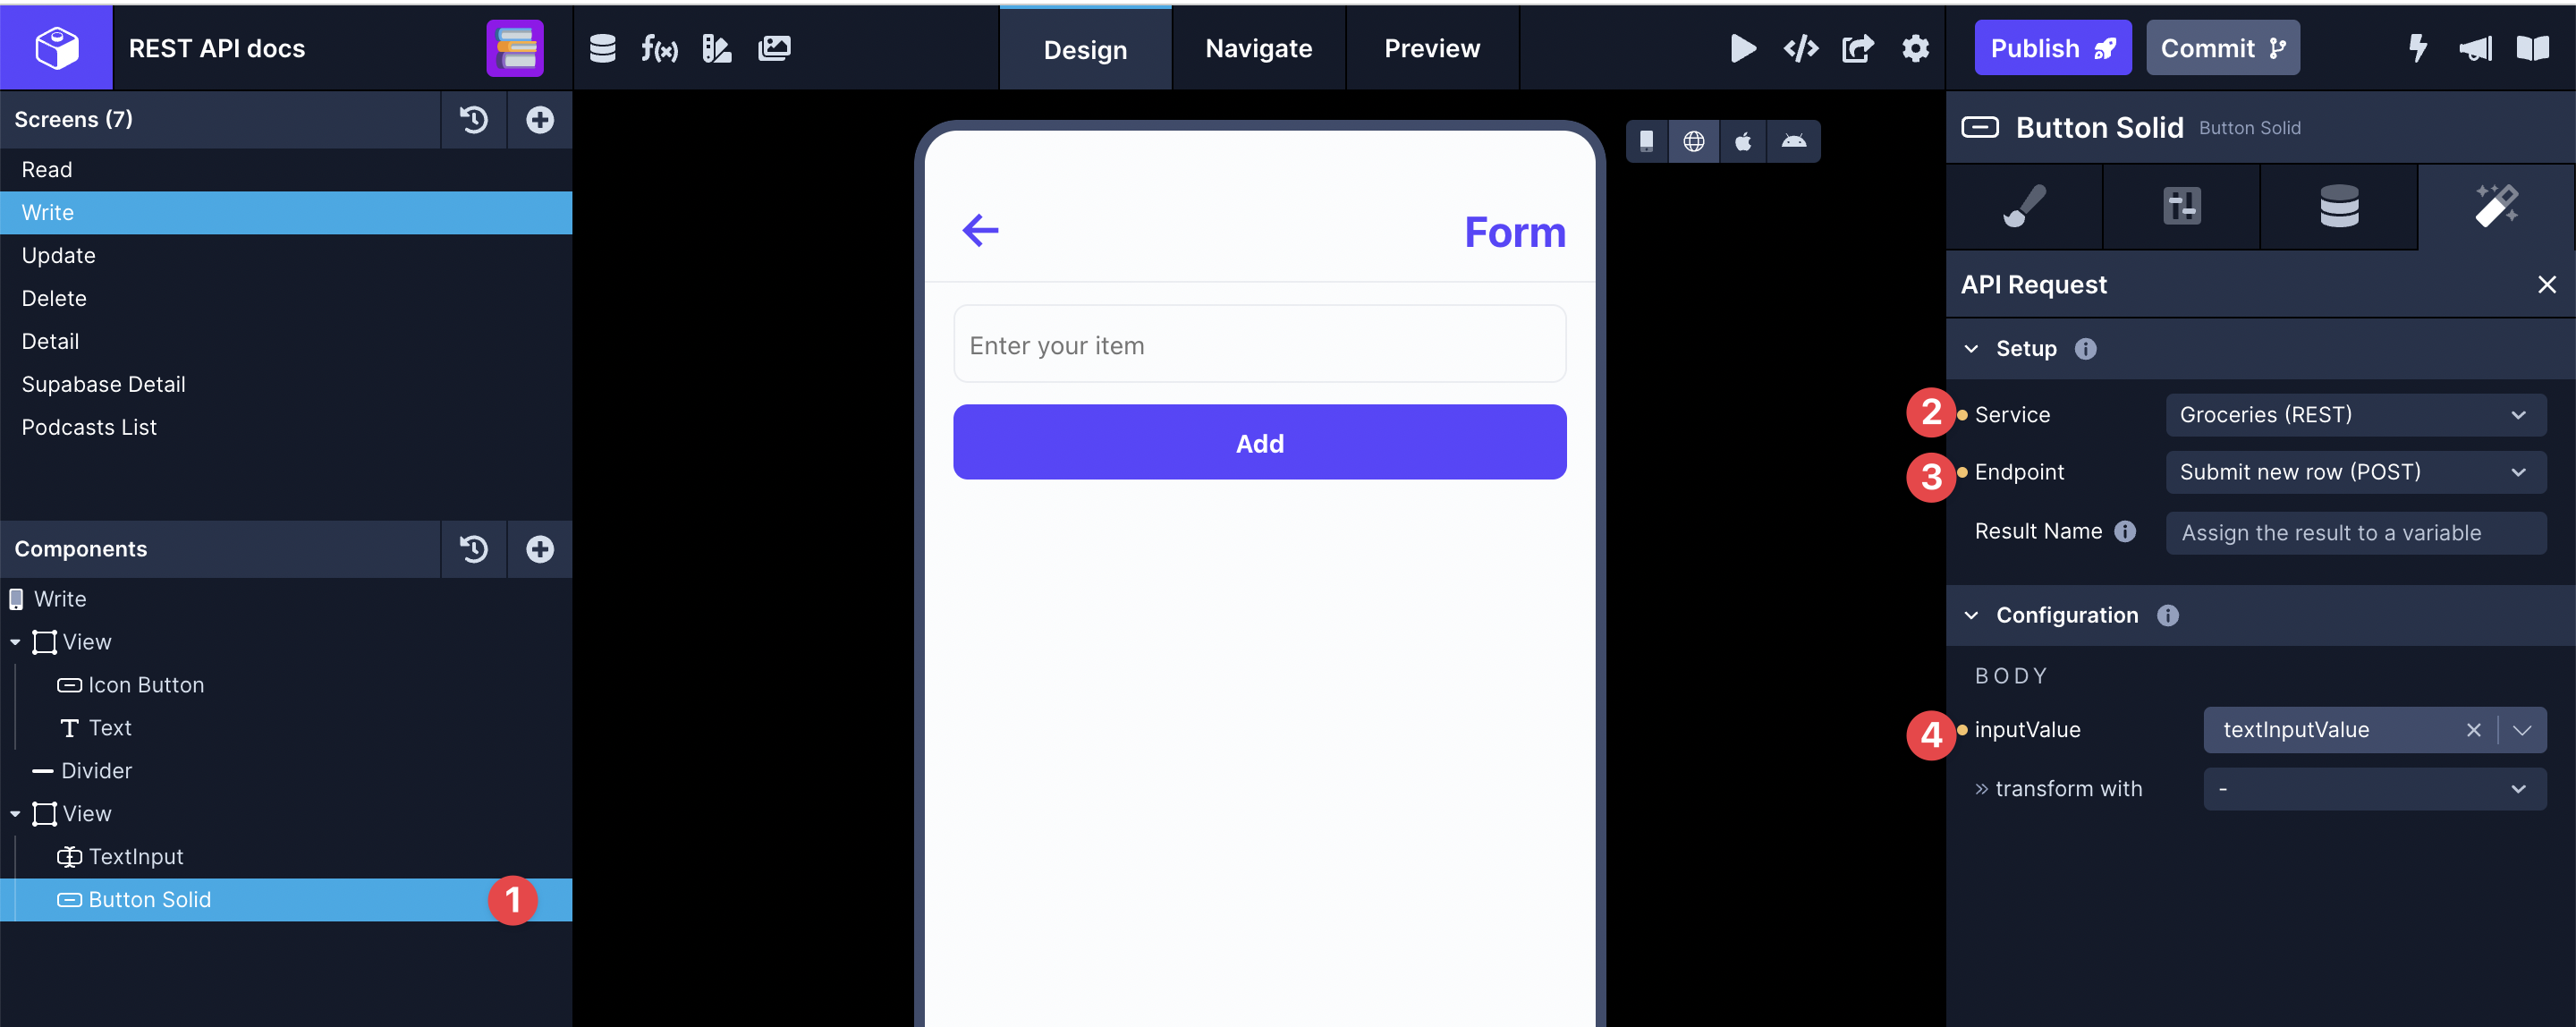 REST API docs
f(x)
Design
Navigate
Preview
Publish
Commit
Screens (7)
Read
Write
Update
Delete
Detail
Supabase Detail
Podcasts List
Components
Write
View
Icon Button
Text
Divider
View
TextInput
Button Solid
1
Form
Enter your item
Add
Button Solid Button Solid
API Request
Setup
2 Service Groceries (REST)
3 Endpoint Submit new row (POST)
Result Name Assign the result to a variable
Configuration
BODY
4 inputValue textInputValue
transform with -